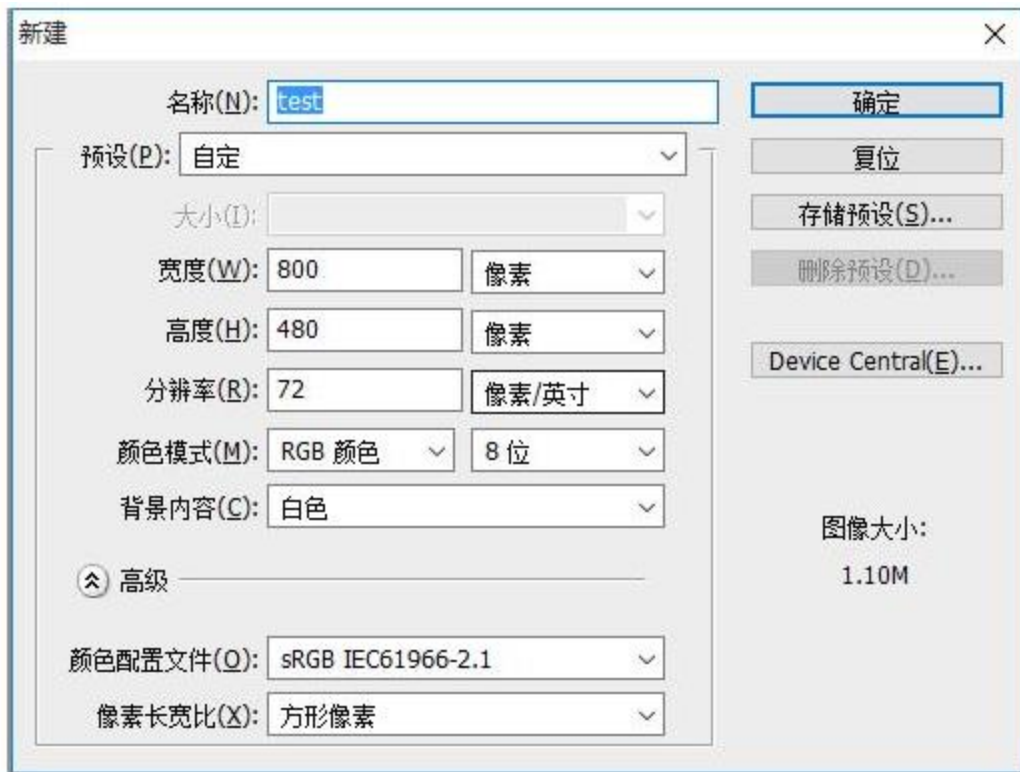 新建
名称(N): test
确定
预设(P): 自定
复位
大小(I):
存储预设(S)...
宽度(W): 800 像素
删除预设(D)...
高度(H): 480 像素
分辨率(R): 72 像素/英寸
Device Central(E)...
颜色模式(M): RGB 颜色 8 位
背景内容(C): 白色
图像大小:
1.10M
高级
颜色配置文件(O): sRGB IEC61966-2.1
像素长宽比(X): 方形像素